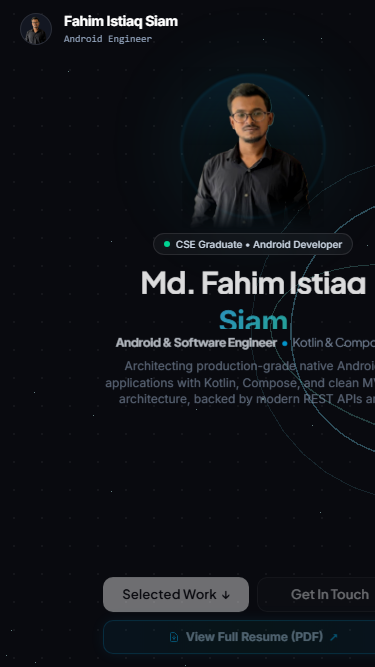 Fahim Istiaq Siam
Android Engineer
CSE Graduate • Android Developer
Md. Fahim Istiaq
Siam
Android & Software Engineer • Kotlin & Compo
Architecting production-grade native Androi
applications with Kotlin, Compose, and clean M
architecture, backed by modern REST APIs a
Selected Work ↓
Get In Touch
View Full Resume (PDF) ↗